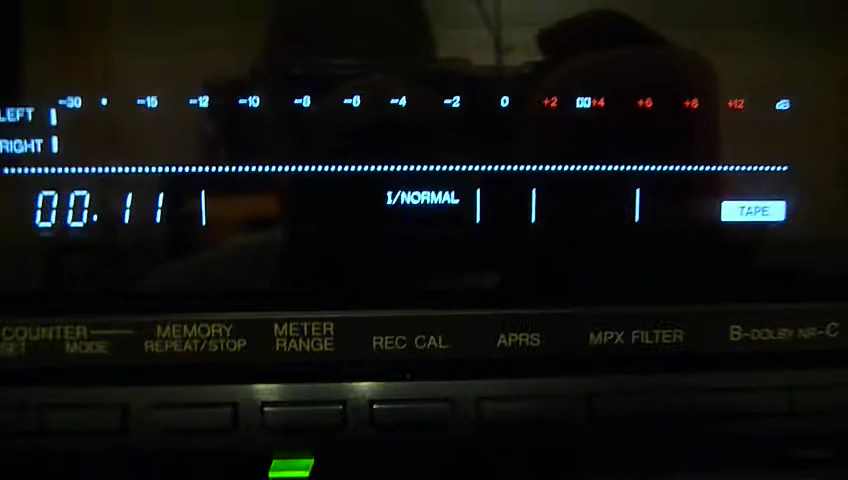 -30 -15 -12 -10 -8 -6 -4 -2 0 +2 +4 +6 +8 +12 dB
LEFT
RIGHT
00.11 I/NORMAL TAPE
COUNTER MEMORY METER REC CAL APRS MPX FILTER B-DOLBY NR-C
SET MODE REPEAT/STOP RANGE